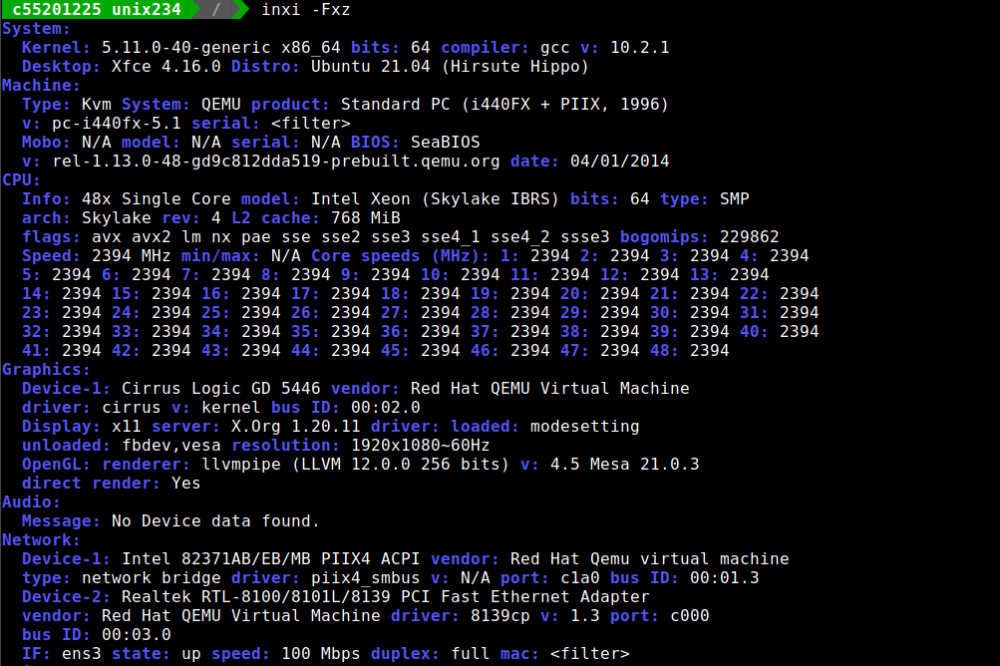 c55201225 unix234 / inxi -Fxz
System:
Kernel: 5.11.0-40-generic x86_64 bits: 64 compiler: gcc v: 10.2.1
Desktop: Xfce 4.16.0 Distro: Ubuntu 21.04 (Hirsute Hippo)
Machine:
Type: Kvm System: QEMU product: Standard PC (i440FX + PIIX, 1996)
v: pc-i440fx-5.1 serial: <filter>
Mobo: N/A model: N/A serial: N/A BIOS: SeaBIOS
v: rel-1.13.0-48-gd9c812dda519-prebuilt.qemu.org date: 04/01/2014
CPU:
Info: 48x Single Core model: Intel Xeon (Skylake IBRS) bits: 64 type: SMP
arch: Skylake rev: 4 L2 cache: 768 MiB
flags: avx avx2 lm nx pae sse sse2 sse3 sse4_1 sse4_2 ssse3 bogomips: 229862
Speed: 2394 MHz min/max: N/A Core speeds (MHz): 1: 2394 2: 2394 3: 2394 4: 2394
5: 2394 6: 2394 7: 2394 8: 2394 9: 2394 10: 2394 11: 2394 12: 2394 13: 2394
14: 2394 15: 2394 16: 2394 17: 2394 18: 2394 19: 2394 20: 2394 21: 2394 22: 2394
23: 2394 24: 2394 25: 2394 26: 2394 27: 2394 28: 2394 29: 2394 30: 2394 31: 2394
32: 2394 33: 2394 34: 2394 35: 2394 36: 2394 37: 2394 38: 2394 39: 2394 40: 2394
41: 2394 42: 2394 43: 2394 44: 2394 45: 2394 46: 2394 47: 2394 48: 2394
Graphics:
Device-1: Cirrus Logic GD 5446 vendor: Red Hat QEMU Virtual Machine
driver: cirrus v: kernel bus ID: 00:02.0
Display: x11 server: X.Org 1.20.11 driver: loaded: modesetting
unloaded: fbdev,vesa resolution: 1920x1080~60Hz
OpenGL: renderer: llvmpipe (LLVM 12.0.0 256 bits) v: 4.5 Mesa 21.0.3
direct render: Yes
Audio:
Message: No Device data found.
Network:
Device-1: Intel 82371AB/EB/MB PIIX4 ACPI vendor: Red Hat Qemu virtual machine
type: network bridge driver: piix4_smbus v: N/A port: c1a0 bus ID: 00:01.3
Device-2: Realtek RTL-8100/8101L/8139 PCI Fast Ethernet Adapter
vendor: Red Hat QEMU Virtual Machine driver: 8139cp v: 1.3 port: c000
bus ID: 00:03.0
IF: ens3 state: up speed: 100 Mbps duplex: full mac: <filter>